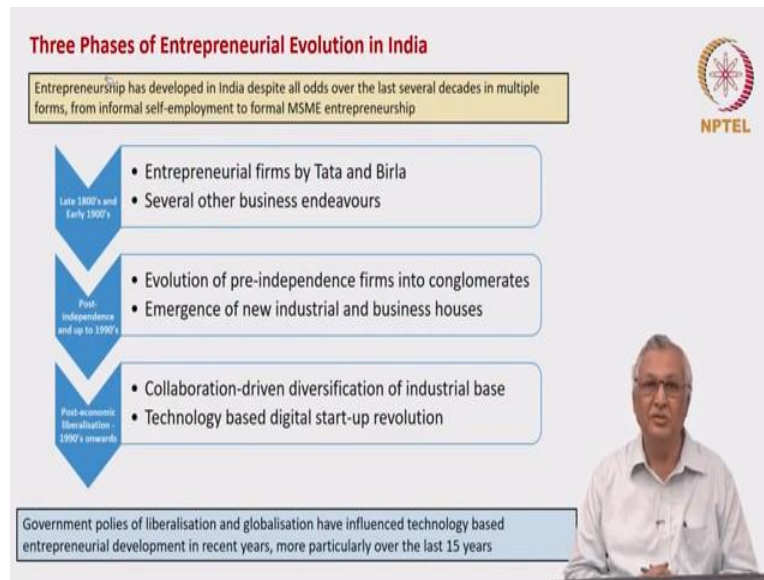 Three Phases of Entrepreneurial Evolution in India
Entrepreneurship has developed in India despite all odds over the last several decades in multiple
forms, from informal self-employment to formal MSME entrepreneurship
NPTEL
Late 1800's and
Early 1900's
• Entrepreneurial firms by Tata and Birla
• Several other business endeavours
Post-
independence
and up to 1990's
• Evolution of pre-independence firms into conglomerates
• Emergence of new industrial and business houses
Post-economic
liberalisation -
1990's onwards
• Collaboration-driven diversification of industrial base
• Technology based digital start-up revolution
Government polies of liberalisation and globalisation have influenced technology based
entrepreneurial development in recent years, more particularly over the last 15 years